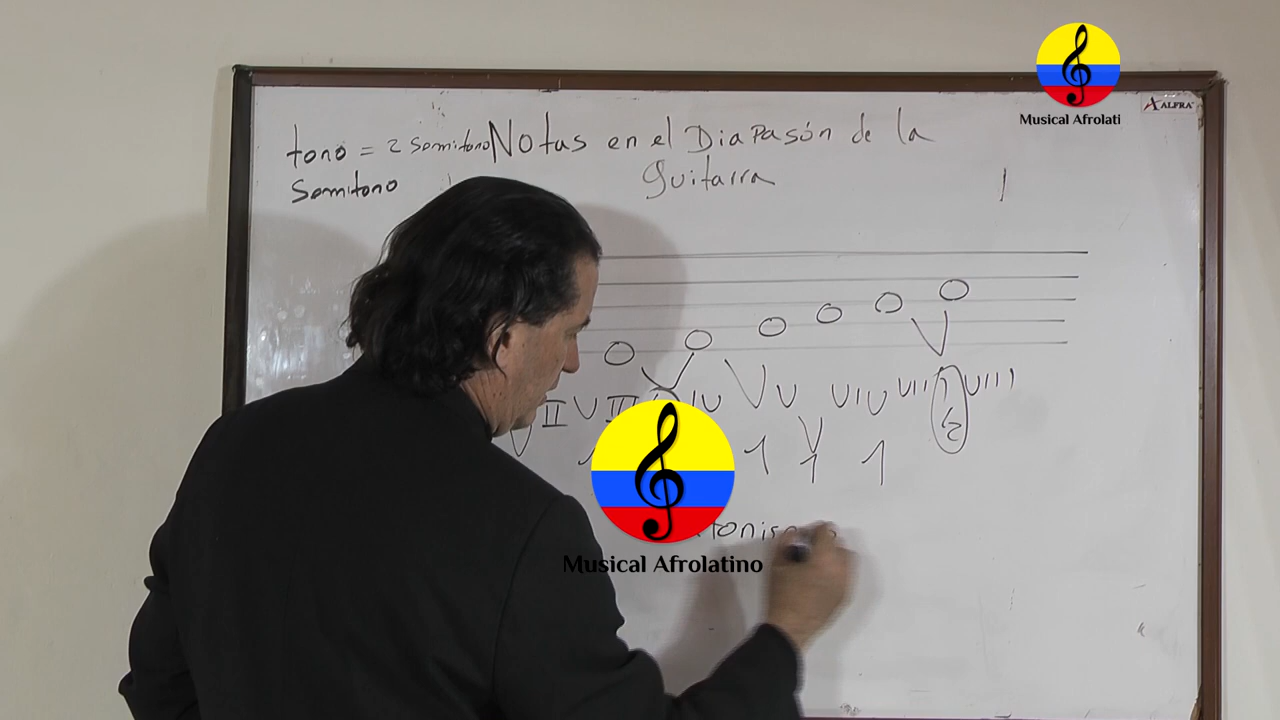 Musical Afrolati
ALFRA
tono = 2 Semitono Notas en el Diapasón de la
Semitono guitarra
II III IV V VI VII VIII
1 1 1 1
2
Musical Afrolatino